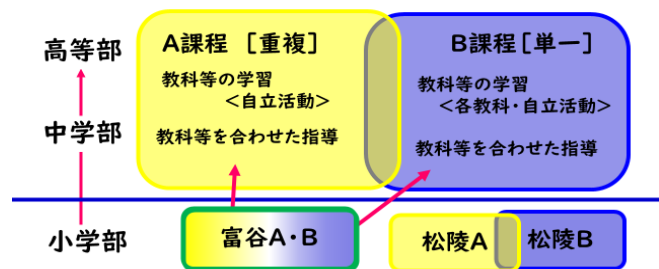 高等部
中学部
小学部
A課程 [重複]
教科等の学習
<自立活動>
教科等を合わせた指導
B課程[単一]
教科等の学習
<各教科・自立活動>
教科等を合わせた指導
富谷A・B
松陵A
松陵B